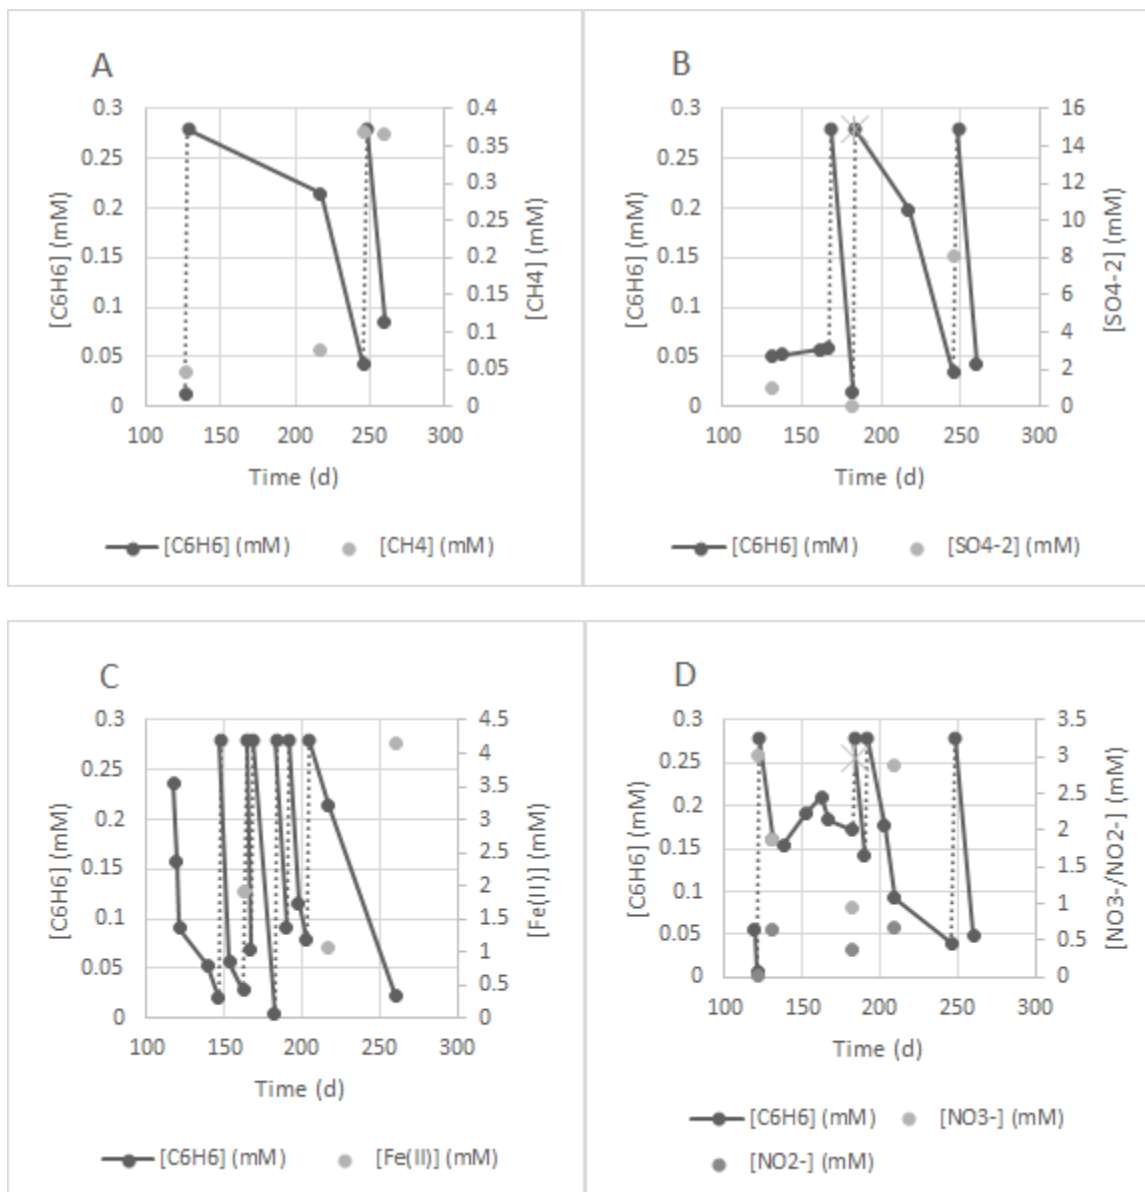 A
[C6H6] (mM)
0.3
0.25
0.2
0.15
0.1
0.05
0
0.4
0.35
0.3
0.25
0.2
0.15
0.1
0.05
0
[CH4] (mM)
100 150 200 250 300
Time (d)
[C6H6] (mM) [CH4] (mM)
B
[C6H6] (mM)
0.3
0.25
0.2
0.15
0.1
0.05
0
16
14
12
10
8
6
4
2
0
[SO4-2] (mM)
100 150 200 250 300
Time (d)
[C6H6] (mM) [SO4-2] (mM)
C
[C6H6] (mM)
0.3
0.25
0.2
0.15
0.1
0.05
0
4.5
4
3.5
3
2.5
2
1.5
1
0.5
0
[Fe(II)] (mM)
100 150 200 250 300
Time (d)
[C6H6] (mM) [Fe(II)] (mM)
D
[C6H6] (mM)
0.3
0.25
0.2
0.15
0.1
0.05
0
3.5
3
2.5
2
1.5
1
0.5
0
[NO3-/NO2-] (mM)
100 150 200 250 300
Time (d)
[C6H6] (mM) [NO3-] (mM)
[NO2-] (mM)